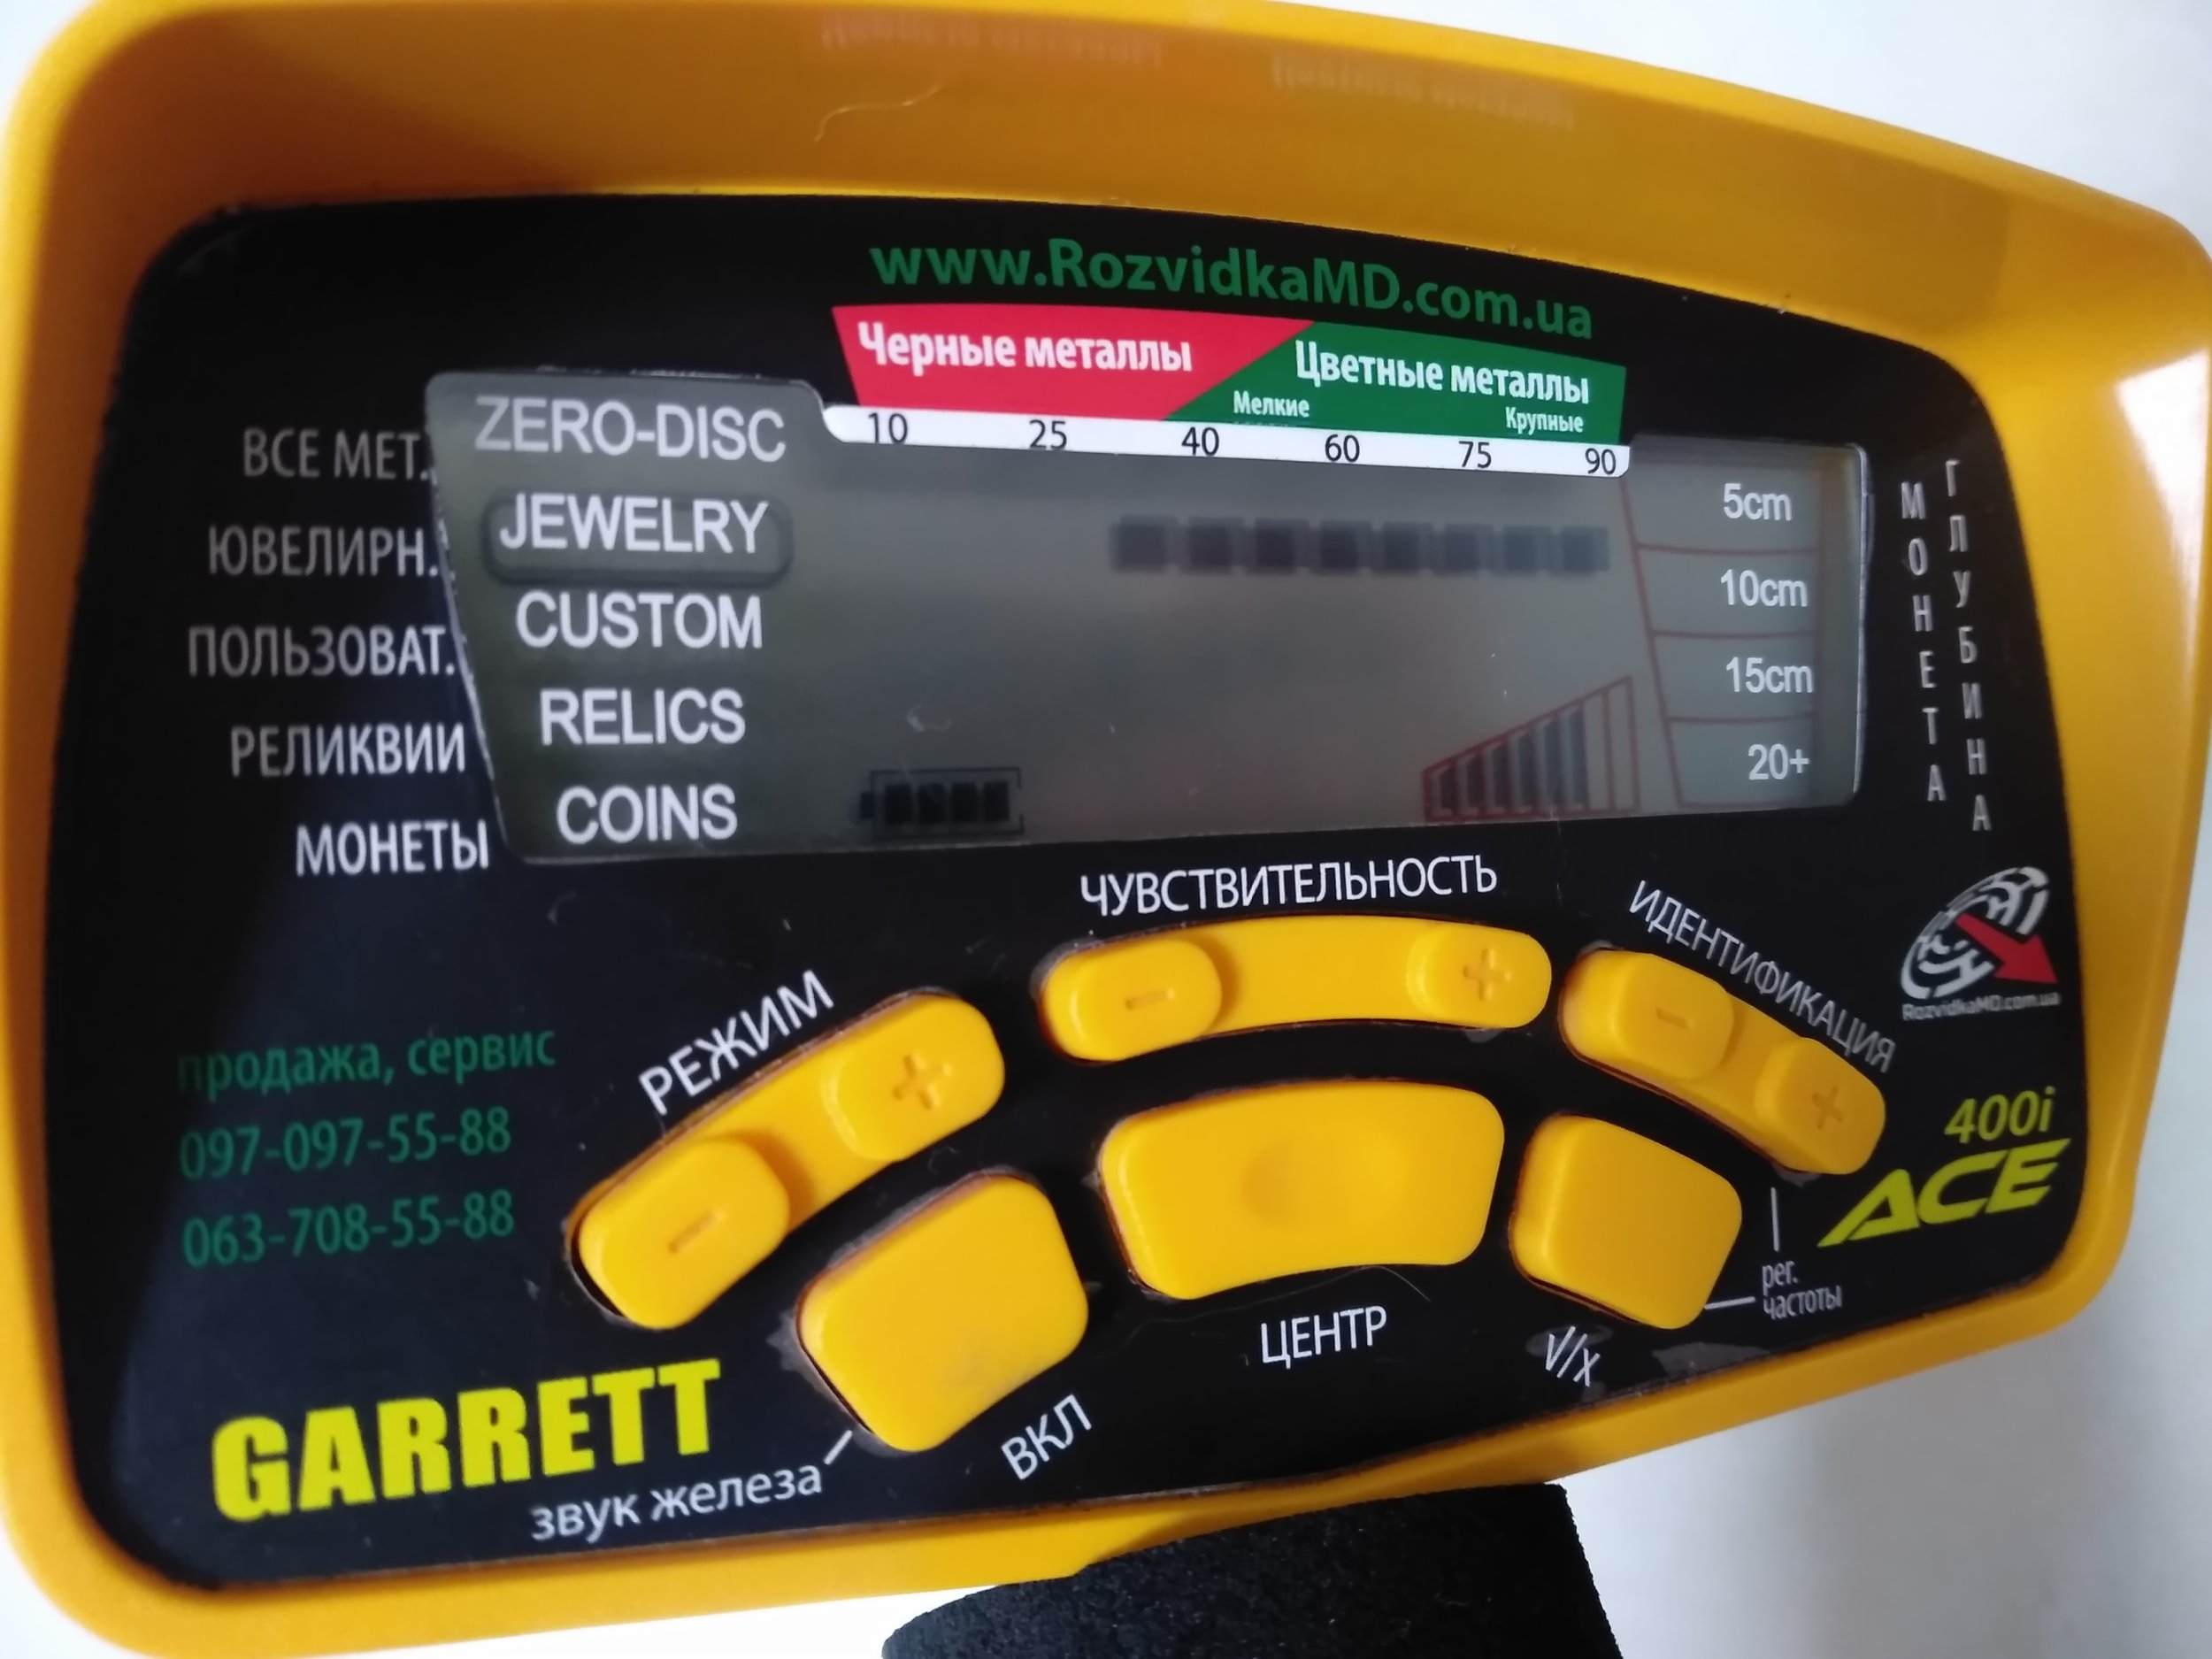 www.RozvidkaMD.com.ua
Черные металлы
Цветные металлы
Мелкие
Крупные
10 25 40 60 75 90
ВСЕ МЕТ.
ЮВЕЛИРН.
ПОЛЬЗОВАТ.
РЕЛИКВИИ
МОНЕТЫ
ZERO-DISC
JEWELRY
CUSTOM
RELICS
COINS
5cm
10cm
15cm
20+
МОНЕТА
ГЛУБИНА
ЧУВСТВИТЕЛЬНОСТЬ
- +
РЕЖИМ
- +
ИДЕНТИФИКАЦИЯ
- +
RozvidkaMD.com.ua
продажа, сервис
097-097-55-88
063-708-55-88
400i
ACE
рег.
частоты
ЦЕНТР
V/X
ВКЛ
GARRETT
звук железа